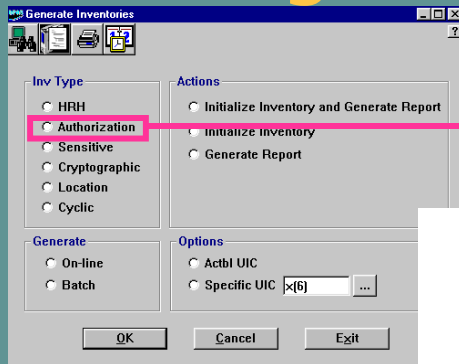 Generate Inventories
?
Inv Type
HRH
Authorization
Sensitive
Cryptographic
Location
Cyclic
Actions
Initialize Inventory and Generate Report
Initialize Inventory
Generate Report
Generate
On-line
Batch
Options
Actbl UIC
Specific UIC x(6) ...
OK Cancel Exit